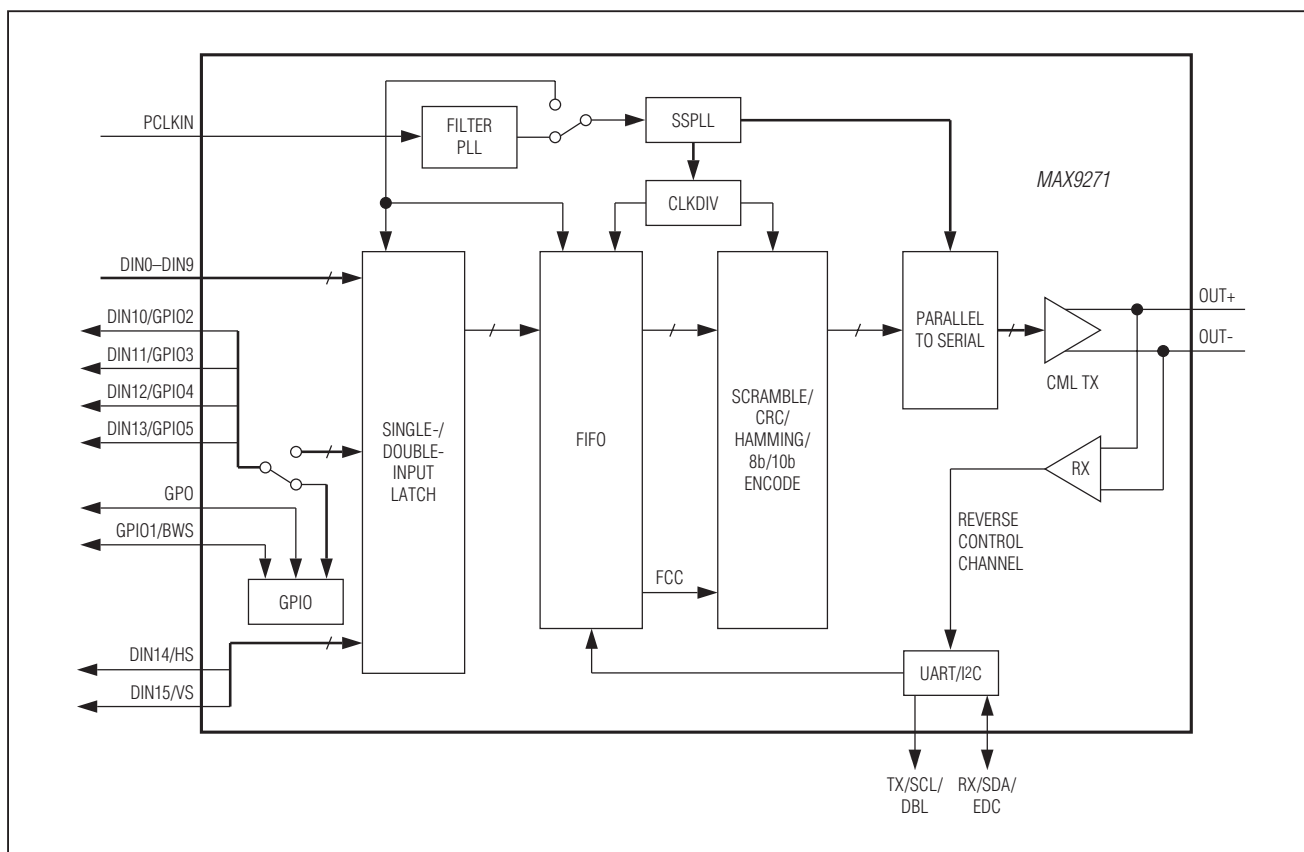 PCLKIN
FILTER
PLL
SSPLL
MAX9271
CLKDIV
DIN0–DIN9
DIN10/GPIO2
DIN11/GPIO3
DIN12/GPIO4
DIN13/GPIO5
GPO
GPIO1/BWS
GPIO
DIN14/HS
DIN15/VS
SINGLE-/
DOUBLE-
INPUT
LATCH
FIFO
FCC
SCRAMBLE/
CRC/
HAMMING/
8b/10b
ENCODE
PARALLEL
TO SERIAL
CML TX
OUT+
OUT-
RX
REVERSE
CONTROL
CHANNEL
UART/I2C
TX/SCL/
DBL
RX/SDA/
EDC